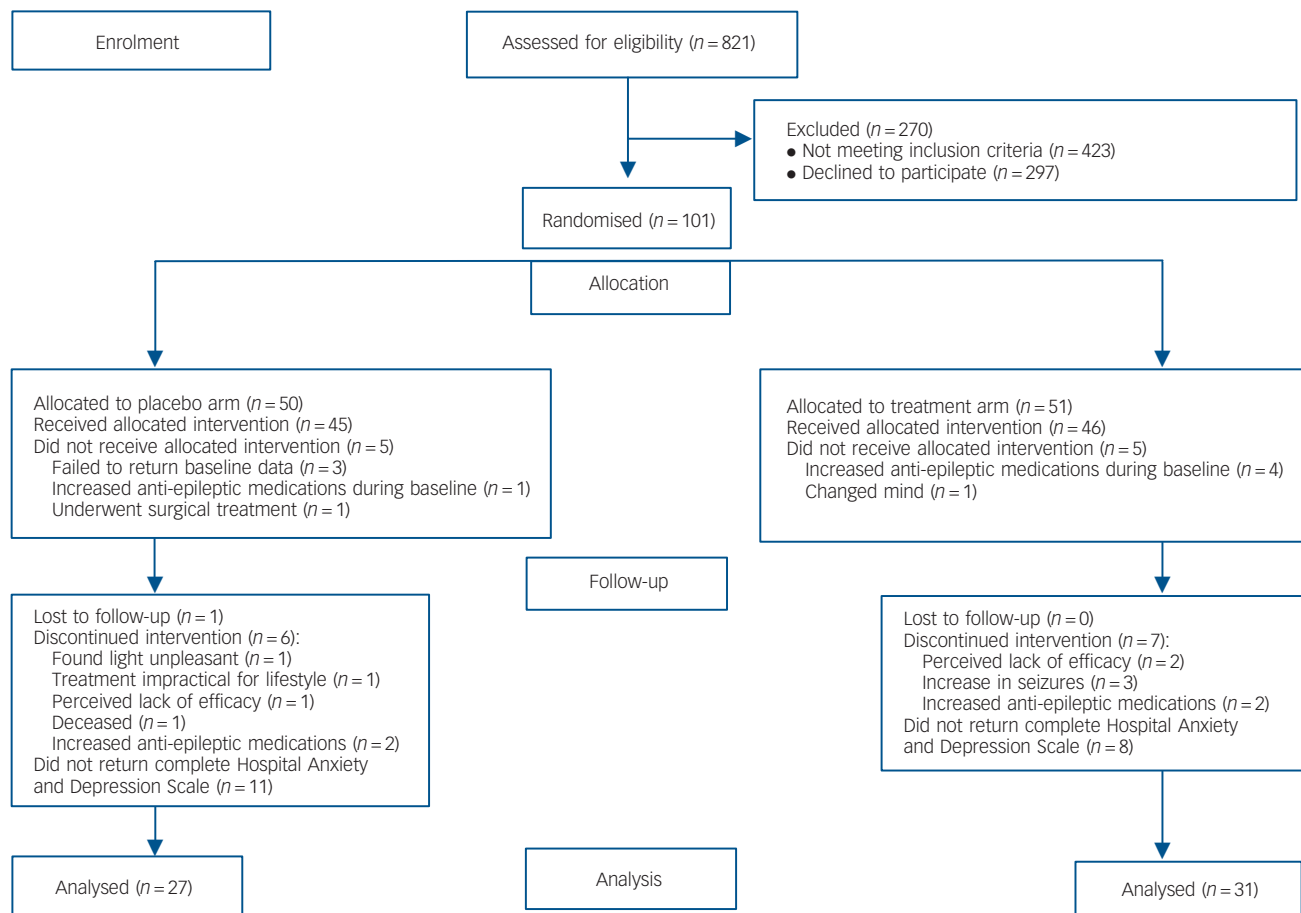 Enrolment
Assessed for eligibility (n = 821)
Excluded (n = 270)
• Not meeting inclusion criteria (n = 423)
• Declined to participate (n = 297)
Randomised (n = 101)
Allocation
Allocated to placebo arm (n = 50)
Received allocated intervention (n = 45)
Did not receive allocated intervention (n = 5)
Failed to return baseline data (n = 3)
Increased anti-epileptic medications during baseline (n = 1)
Underwent surgical treatment (n = 1)
Allocated to treatment arm (n = 51)
Received allocated intervention (n = 46)
Did not receive allocated intervention (n = 5)
Increased anti-epileptic medications during baseline (n = 4)
Changed mind (n = 1)
Follow-up
Lost to follow-up (n = 1)
Discontinued intervention (n = 6):
Found light unpleasant (n = 1)
Treatment impractical for lifestyle (n = 1)
Perceived lack of efficacy (n = 1)
Deceased (n = 1)
Increased anti-epileptic medications (n = 2)
Did not return complete Hospital Anxiety
and Depression Scale (n = 11)
Lost to follow-up (n = 0)
Discontinued intervention (n = 7):
Perceived lack of efficacy (n = 2)
Increase in seizures (n = 3)
Increased anti-epileptic medications (n = 2)
Did not return complete Hospital Anxiety
and Depression Scale (n = 8)
Analysed (n = 27)
Analysis
Analysed (n = 31)